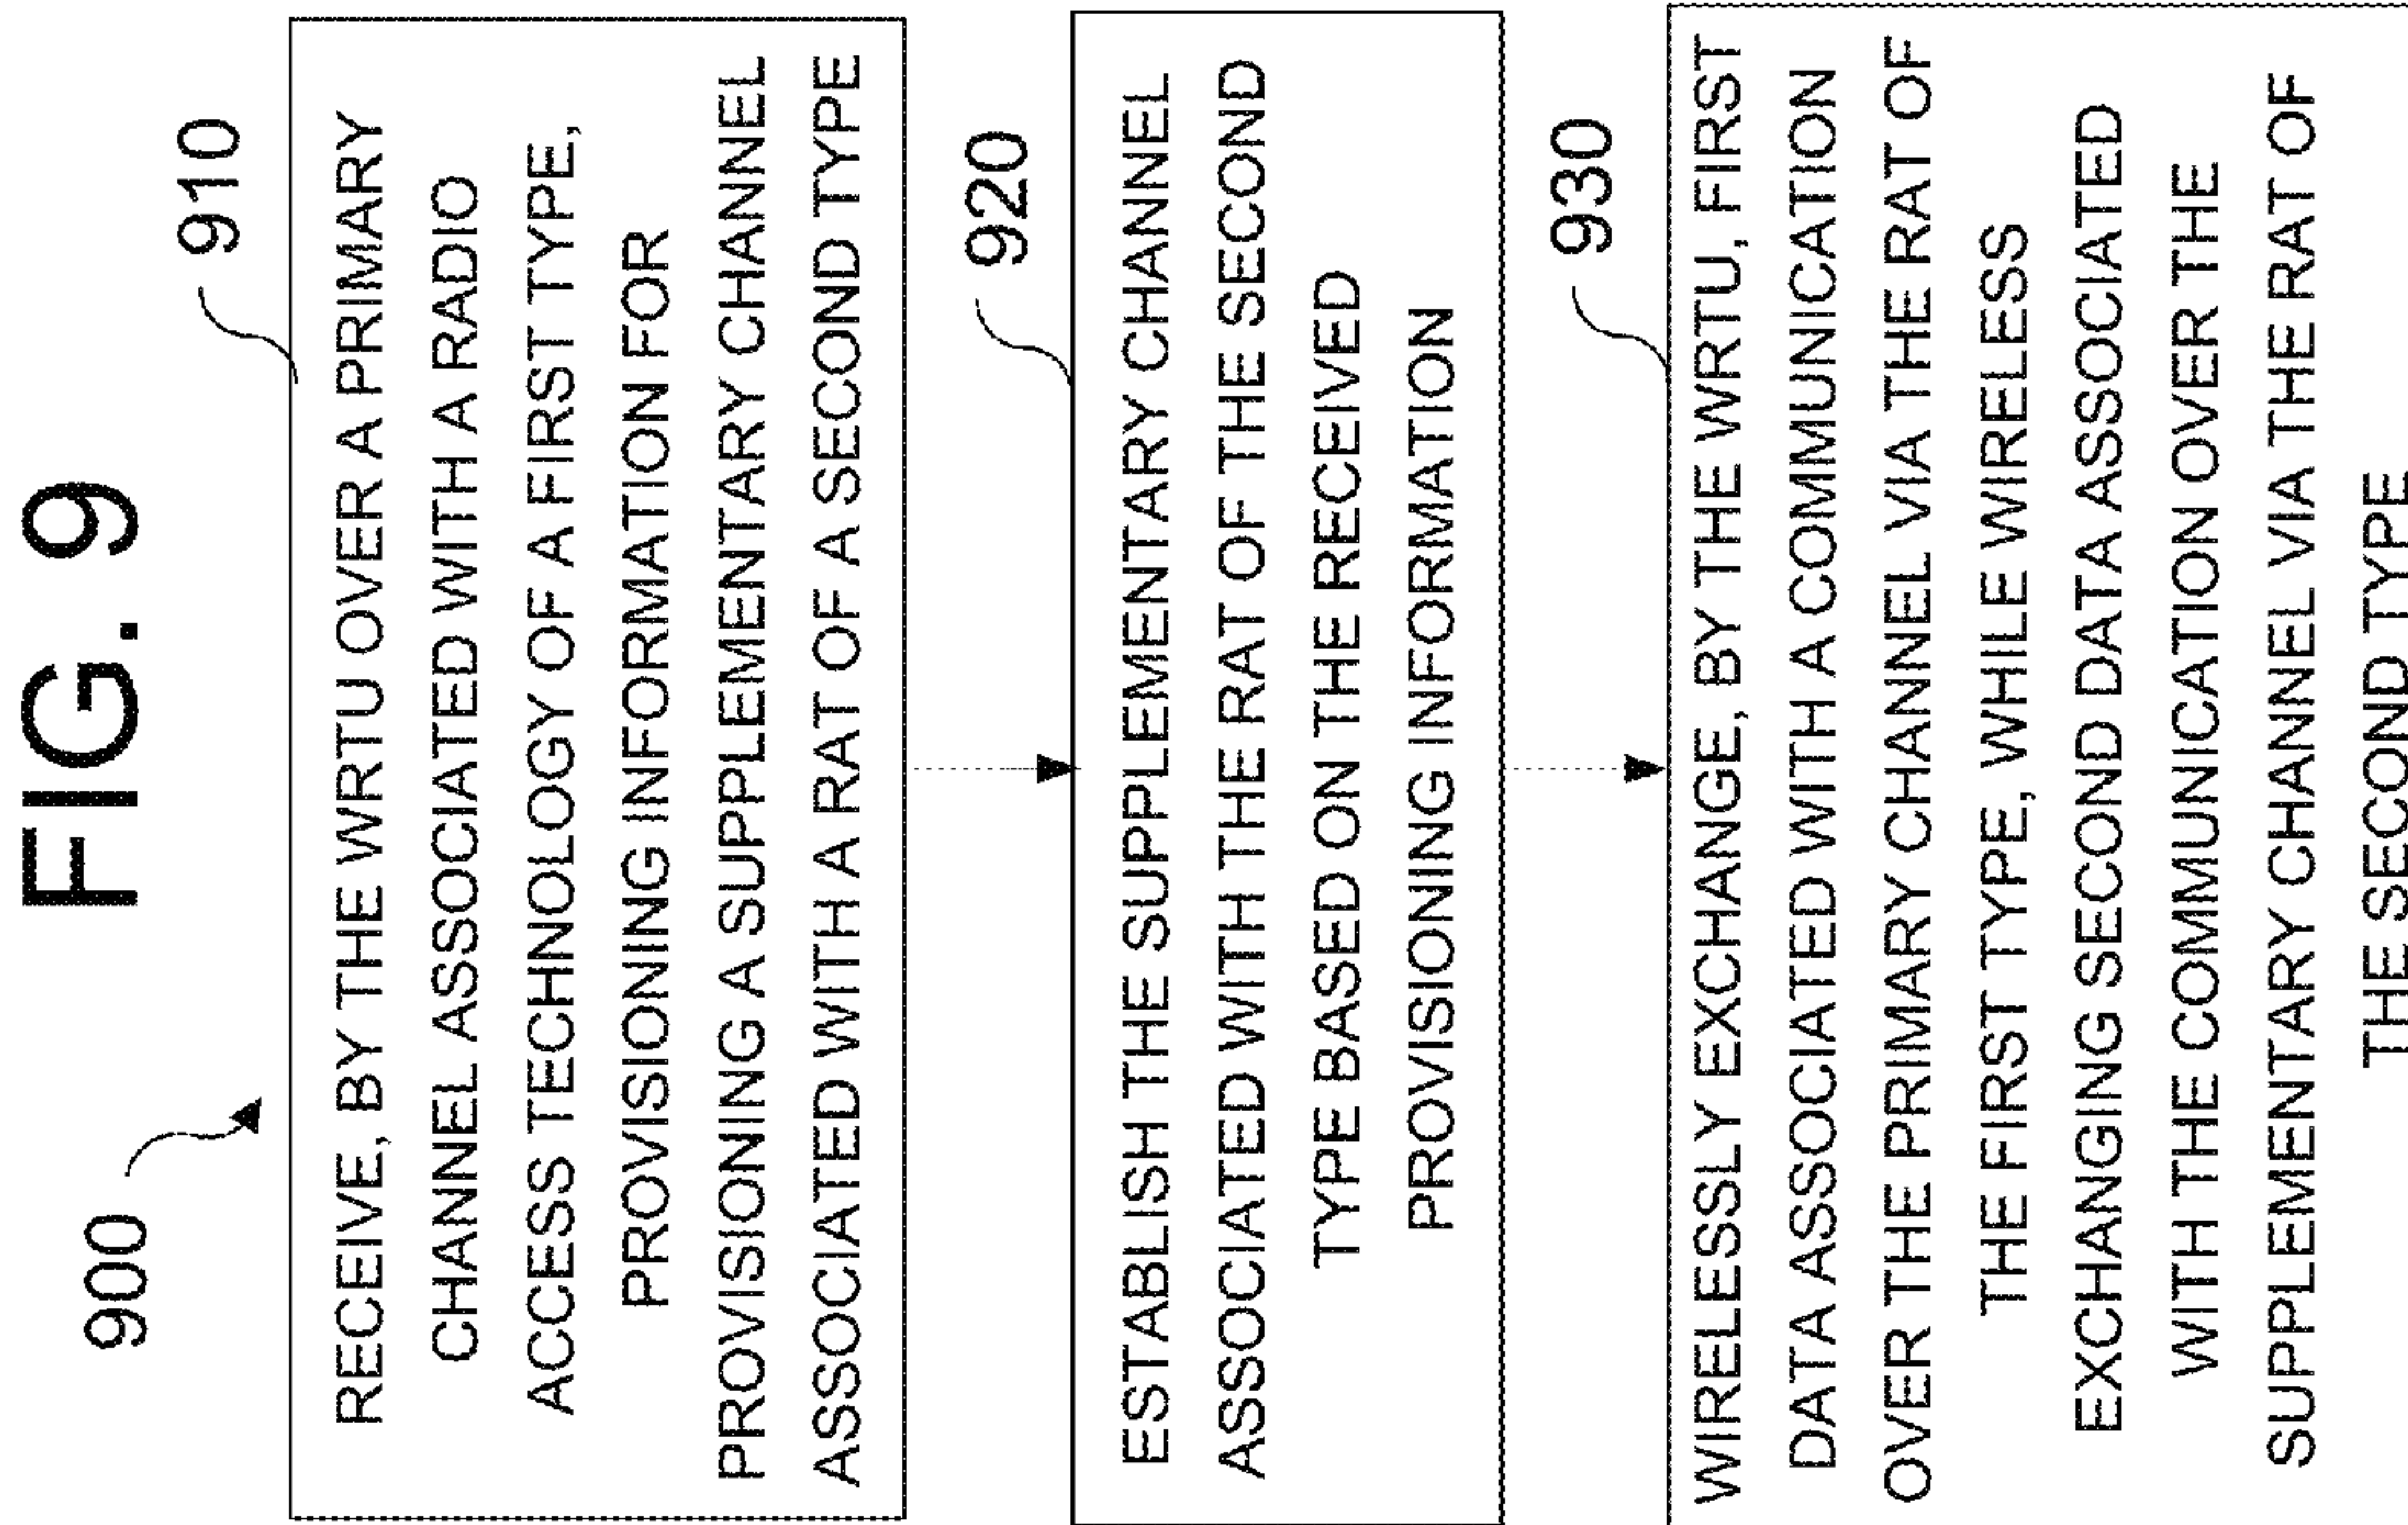 FIG. 9
900
910
RECEIVE, BY THE WRTU OVER A PRIMARY
CHANNEL ASSOCIATED WITH A RADIO
ACCESS TECHNOLOGY OF A FIRST TYPE,
PROVISIONING INFORMATION FOR
PROVISIONING A SUPPLEMENTARY CHANNEL
ASSOCIATED WITH A RAT OF A SECOND TYPE
920
ESTABLISH THE SUPPLEMENTARY CHANNEL
ASSOCIATED WITH THE RAT OF THE SECOND
TYPE BASED ON THE RECEIVED
PROVISIONING INFORMATION
930
WIRELESSLY EXCHANGE, BY THE WRTU, FIRST
DATA ASSOCIATED WITH A COMMUNICATION
OVER THE PRIMARY CHANNEL VIA THE RAT OF
THE FIRST TYPE, WHILE WIRELESS
EXCHANGING SECOND DATA ASSOCIATED
WITH THE COMMUNICATION OVER THE
SUPPLEMENTARY CHANNEL VIA THE RAT OF
THE SECOND TYPE